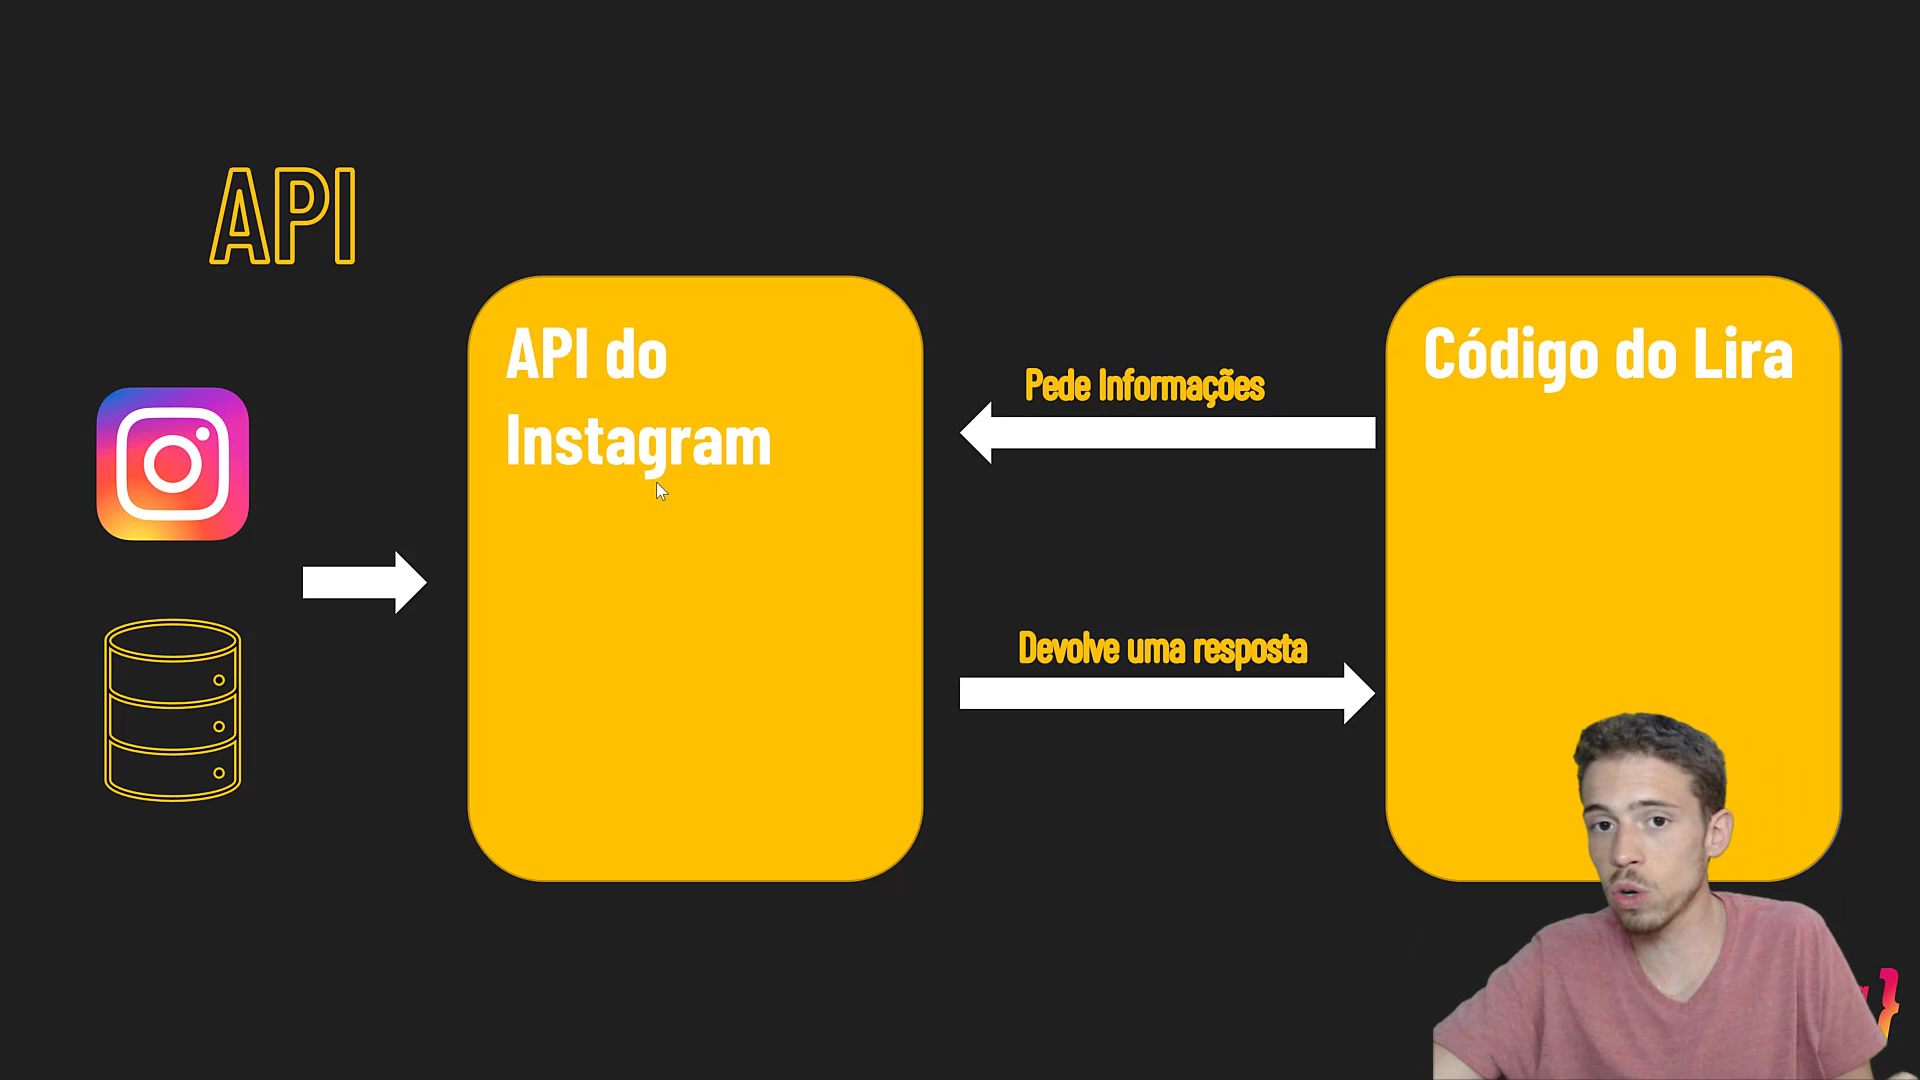 API
API do
Instagram
Pede Informações
Código do Lira
Devolve uma resposta
}